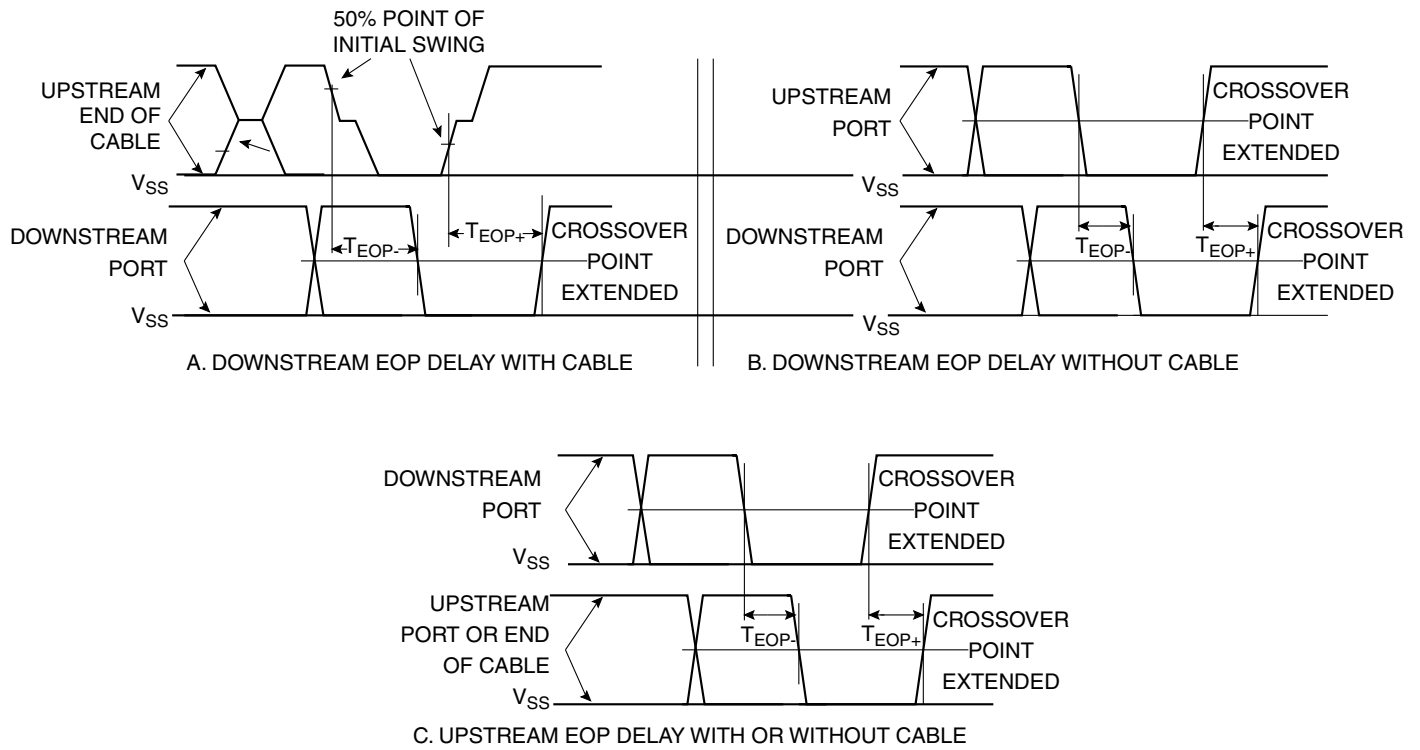 50% POINT OF
INITIAL SWING
UPSTREAM
END OF
CABLE
VSS
DOWNSTREAM
PORT
TEOP-
TEOP+
CROSSOVER
POINT
EXTENDED
VSS
A. DOWNSTREAM EOP DELAY WITH CABLE
UPSTREAM
PORT
CROSSOVER
POINT
EXTENDED
VSS
DOWNSTREAM
PORT
TEOP-
TEOP+
CROSSOVER
POINT
EXTENDED
VSS
B. DOWNSTREAM EOP DELAY WITHOUT CABLE
DOWNSTREAM
PORT
CROSSOVER
POINT
EXTENDED
VSS
UPSTREAM
PORT OR END
OF CABLE
TEOP-
TEOP+
CROSSOVER
POINT
EXTENDED
VSS
C. UPSTREAM EOP DELAY WITH OR WITHOUT CABLE